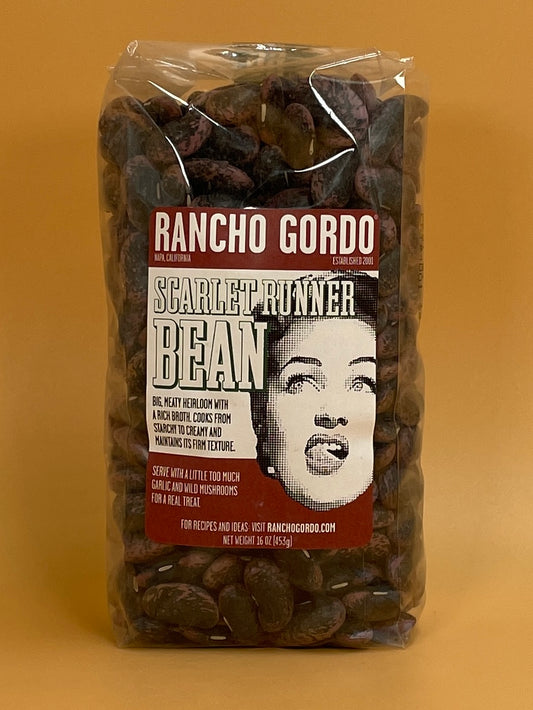 RANCHO GORDO
NAPA, CALIFORNIA
ESTABLISHED 2001
SCARLET RUNNER
BEAN
BIG, MEATY HEIRLOOM WITH
A RICH BROTH. COOKS FROM
STARCHY TO CREAMY AND
MAINTAINS ITS FIRM TEXTURE.
SERVE WITH A LITTLE TOO MUCH
GARLIC AND WILD MUSHROOMS
FOR A REAL TREAT.
FOR RECIPES AND IDEAS: VISIT RANCHOGORDO.COM
NET WEIGHT 16 OZ (453g)